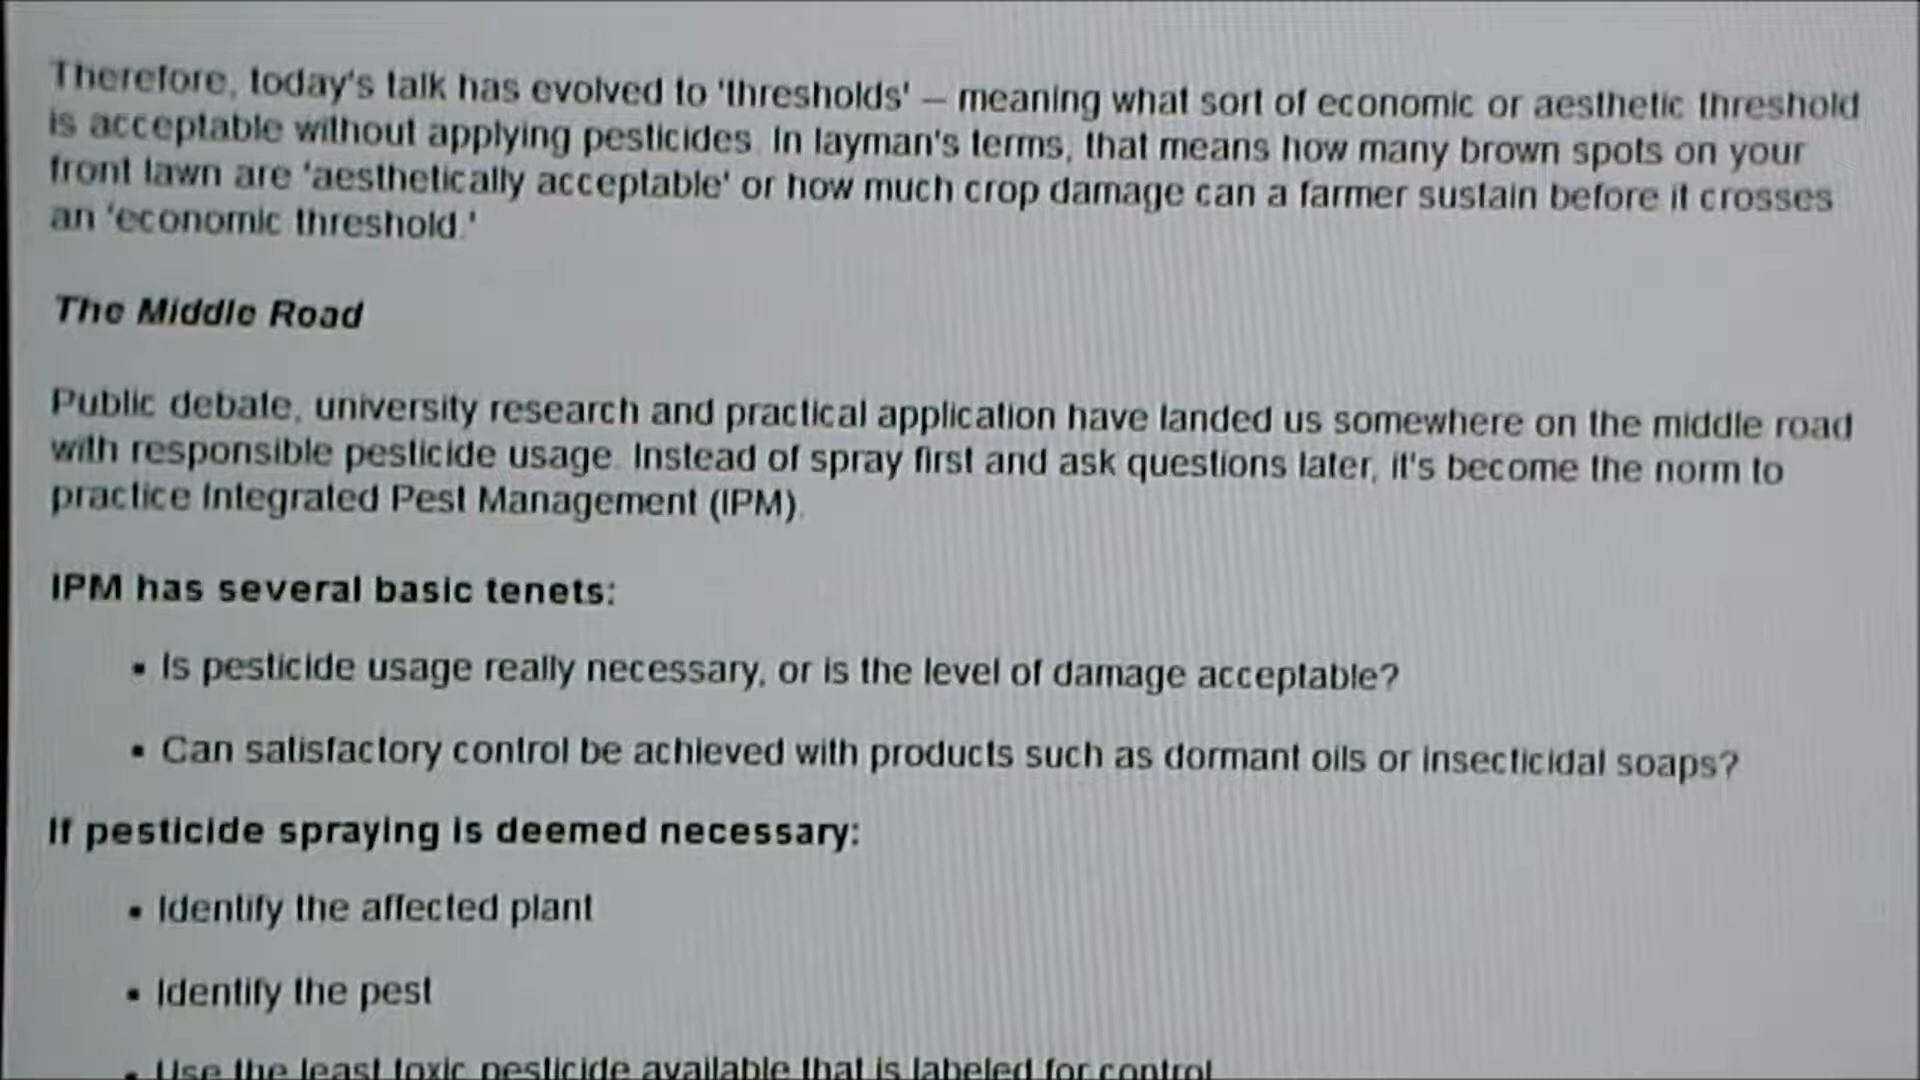 Therefore, today's talk has evolved to 'thresholds' – meaning what sort of economic or aesthetic threshold
is acceptable without applying pesticides. In layman's terms, that means how many brown spots on your
front lawn are 'aesthetically acceptable' or how much crop damage can a farmer sustain before it crosses
an 'economic threshold.'
The Middle Road
Public debate, university research and practical application have landed us somewhere on the middle road
with responsible pesticide usage. Instead of spray first and ask questions later, it's become the norm to
practice Integrated Pest Management (IPM).
IPM has several basic tenets:
▪ Is pesticide usage really necessary, or is the level of damage acceptable?
▪ Can satisfactory control be achieved with products such as dormant oils or insecticidal soaps?
If pesticide spraying is deemed necessary:
▪ Identify the affected plant
▪ Identify the pest
▪ Use the least toxic pesticide available that is labeled for control